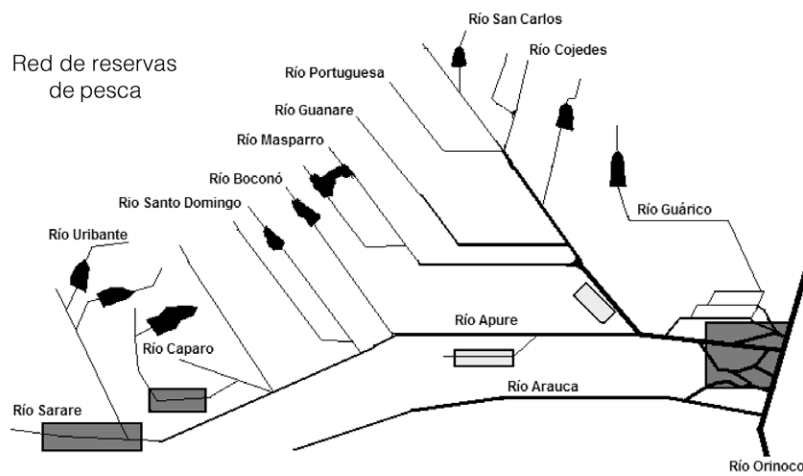 Red de reservas
de pesca
Río San Carlos
Río Cojedes
Río Portuguesa
Río Guanare
Río Masparro
Río Boconó
Rio Santo Domingo
Río Guárico
Río Uribante
Río Apure
Río Caparo
Río Arauca
Río Sarare
Río Orinoco